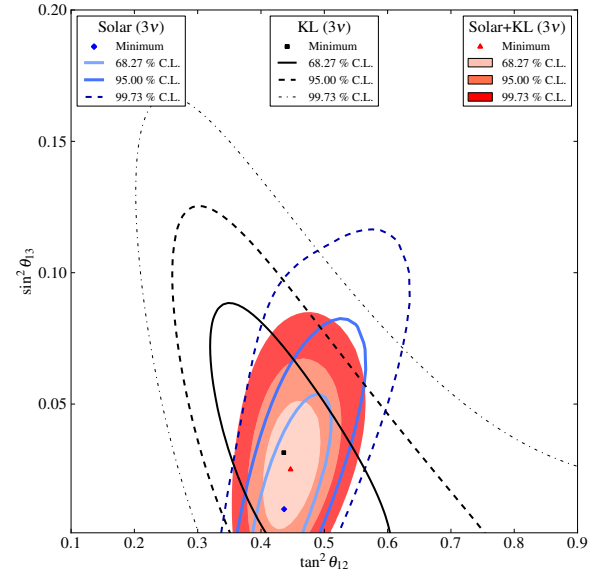 Solar (3ν)
Minimum
68.27 % C.L.
95.00 % C.L.
99.73 % C.L.
KL (3ν)
Minimum
68.27 % C.L.
95.00 % C.L.
99.73 % C.L.
Solar+KL (3ν)
Minimum
68.27 % C.L.
95.00 % C.L.
99.73 % C.L.
0.20
0.15
0.10
0.05
sin² θ₁₃
0.1 0.2 0.3 0.4 0.5 0.6 0.7 0.8 0.9
tan² θ₁₂